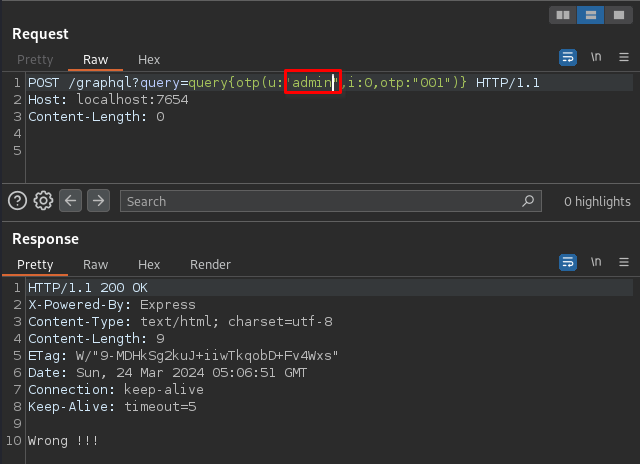 Request
Pretty Raw Hex \n
1 POST /graphql?query=query{otp(u:"admin",i:0,otp:"001")} HTTP/1.1
2 Host: localhost:7654
3 Content-Length: 0
4
5
Search 0 highlights
Response
Pretty Raw Hex Render \n
1 HTTP/1.1 200 OK
2 X-Powered-By: Express
3 Content-Type: text/html; charset=utf-8
4 Content-Length: 9
5 ETag: W/"9-MDHkSg2kuJ+iiwTkqobD+Fv4Wxs"
6 Date: Sun, 24 Mar 2024 05:06:51 GMT
7 Connection: keep-alive
8 Keep-Alive: timeout=5
9
10 Wrong !!!